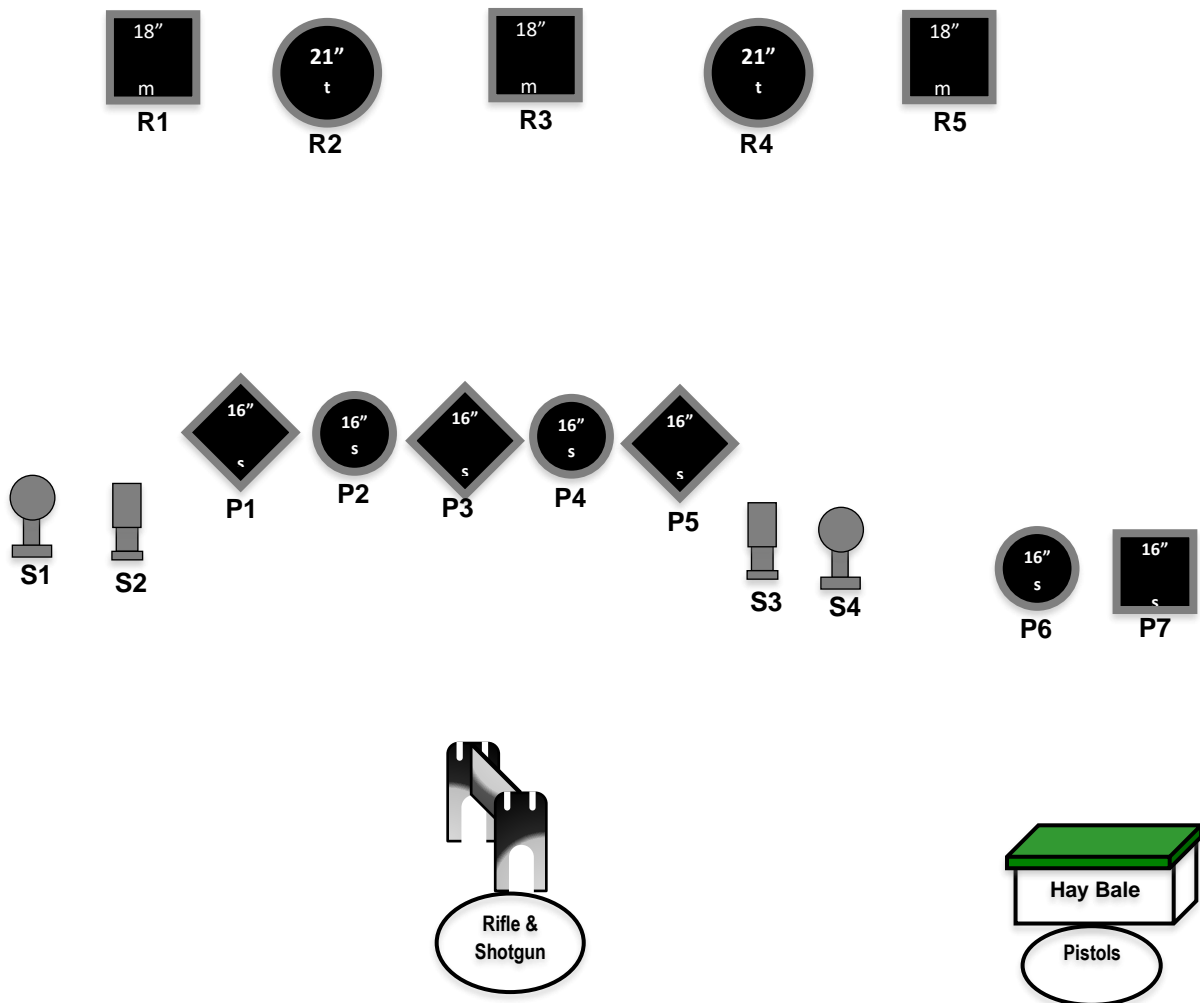 18”
m
R1
21”
t
R2
18”
m
R3
21”
t
R4
18”
m
R5
16”
s
P1
16”
s
P2
16”
s
P3
16”
s
P4
16”
s
P5
S1
S2
S3
S4
16”
s
P6
16”
s
P7
Rifle &
Shotgun
Hay Bale
Pistols